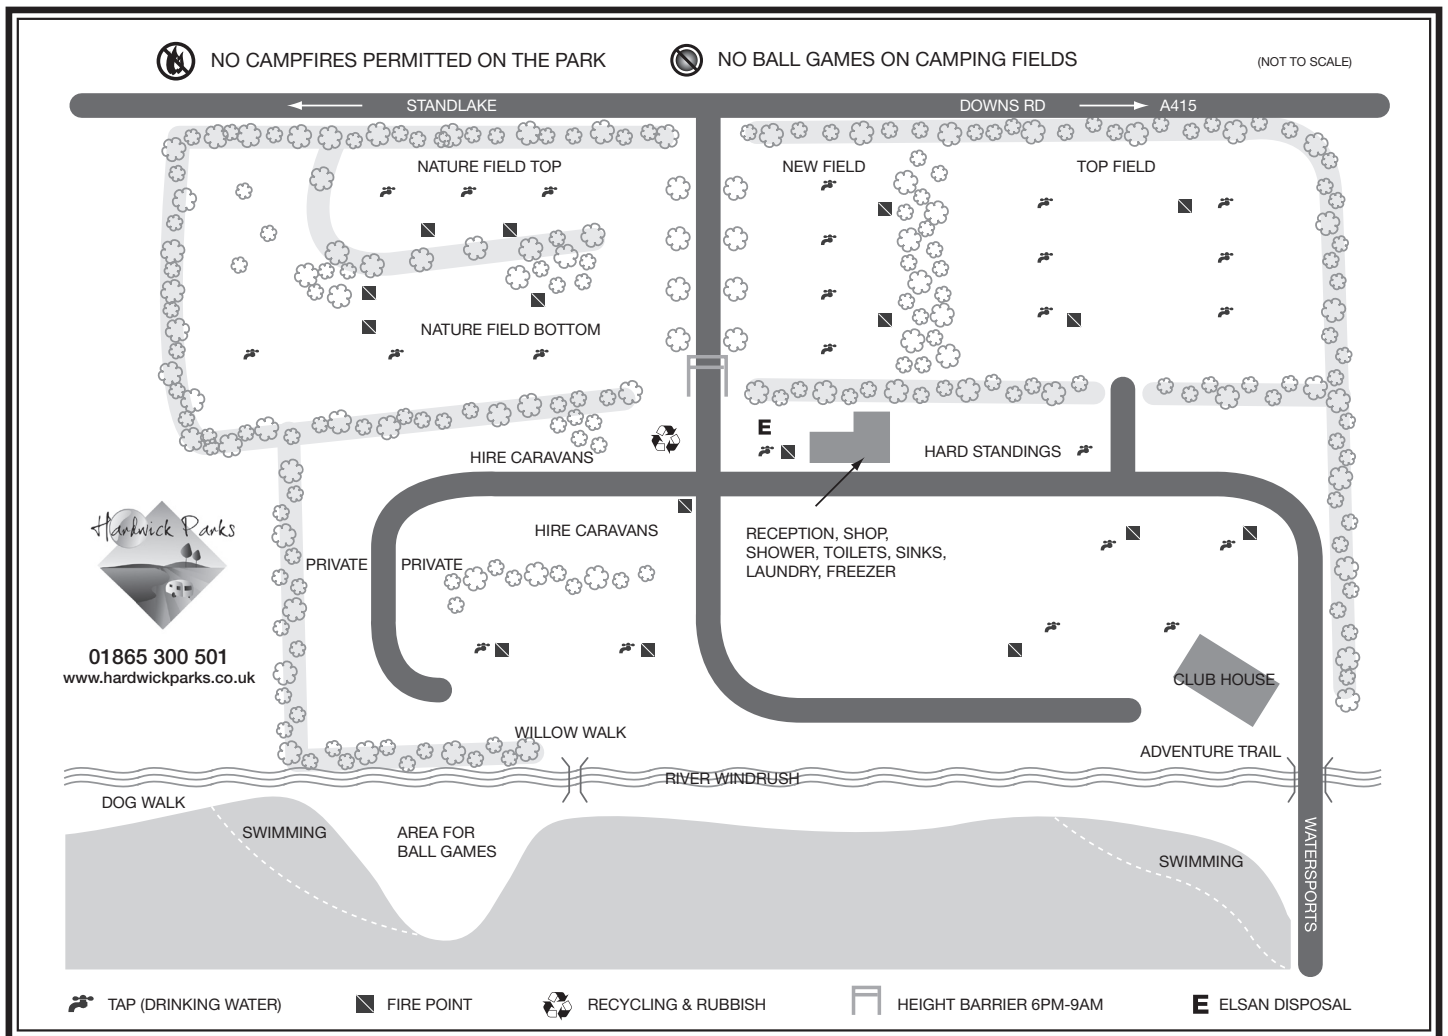 NO CAMPFIRES PERMITTED ON THE PARK
NO BALL GAMES ON CAMPING FIELDS
(NOT TO SCALE)
STANDLAKE
DOWNS RD
A415
NATURE FIELD TOP
NEW FIELD
TOP FIELD
NATURE FIELD BOTTOM
E
HIRE CARAVANS
HARD STANDINGS
Hardwick Parks
HIRE CARAVANS
RECEPTION, SHOP,
SHOWER, TOILETS, SINKS,
LAUNDRY, FREEZER
PRIVATE
PRIVATE
01865 300 501
www.hardwickparks.co.uk
CLUB HOUSE
WILLOW WALK
ADVENTURE TRAIL
RIVER WINDRUSH
DOG WALK
SWIMMING
AREA FOR
BALL GAMES
SWIMMING
WATERSPORTS
TAP (DRINKING WATER)
FIRE POINT
RECYCLING & RUBBISH
HEIGHT BARRIER 6PM-9AM
E ELSAN DISPOSAL